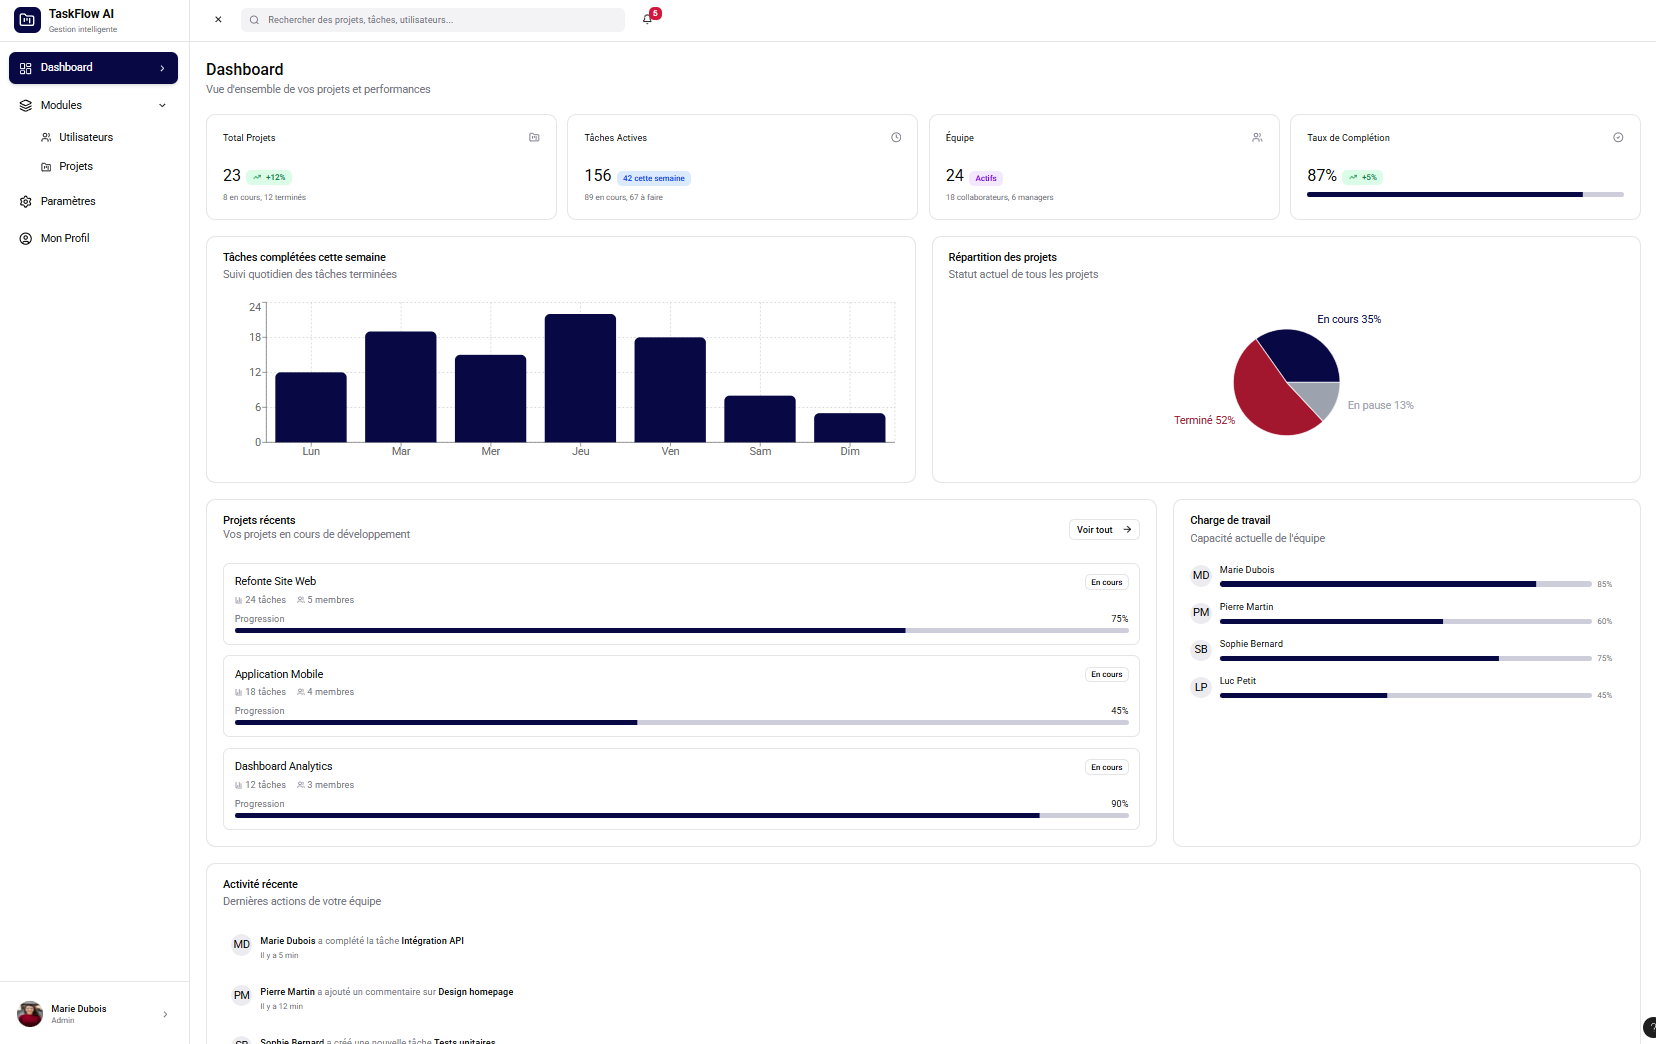 TaskFlow AI
Gestion intelligente
Rechercher des projets, tâches, utilisateurs...
5
Dashboard
Modules
Utilisateurs
Projets
Paramètres
Mon Profil
Dashboard
Vue d'ensemble de vos projets et performances
Total Projets
23 +12%
8 en cours, 12 terminés
Tâches Actives
156 42 cette semaine
89 en cours, 67 à faire
Équipe
24 Actifs
18 collaborateurs, 6 managers
Taux de Complétion
87% +5%
Tâches complétées cette semaine
Suivi quotidien des tâches terminées
24
18
12
6
0
Lun Mar Mer Jeu Ven Sam Dim
Répartition des projets
Statut actuel de tous les projets
En cours 35%
En pause 13%
Terminé 52%
Projets récents
Vos projets en cours de développement
Voir tout
Refonte Site Web
En cours
24 tâches 5 membres
Progression 75%
Application Mobile
En cours
18 tâches 4 membres
Progression 45%
Dashboard Analytics
En cours
12 tâches 3 membres
Progression 90%
Charge de travail
Capacité actuelle de l'équipe
MD Marie Dubois
85%
PM Pierre Martin
60%
SB Sophie Bernard
75%
LP Luc Petit
45%
Activité récente
Dernières actions de votre équipe
MD Marie Dubois a complété la tâche Intégration API
Il y a 5 min
PM Pierre Martin a ajouté un commentaire sur Design homepage
Il y a 12 min
SB Sophie Bernard a créé une nouvelle tâche Tests unitaires
Marie Dubois
Admin
?